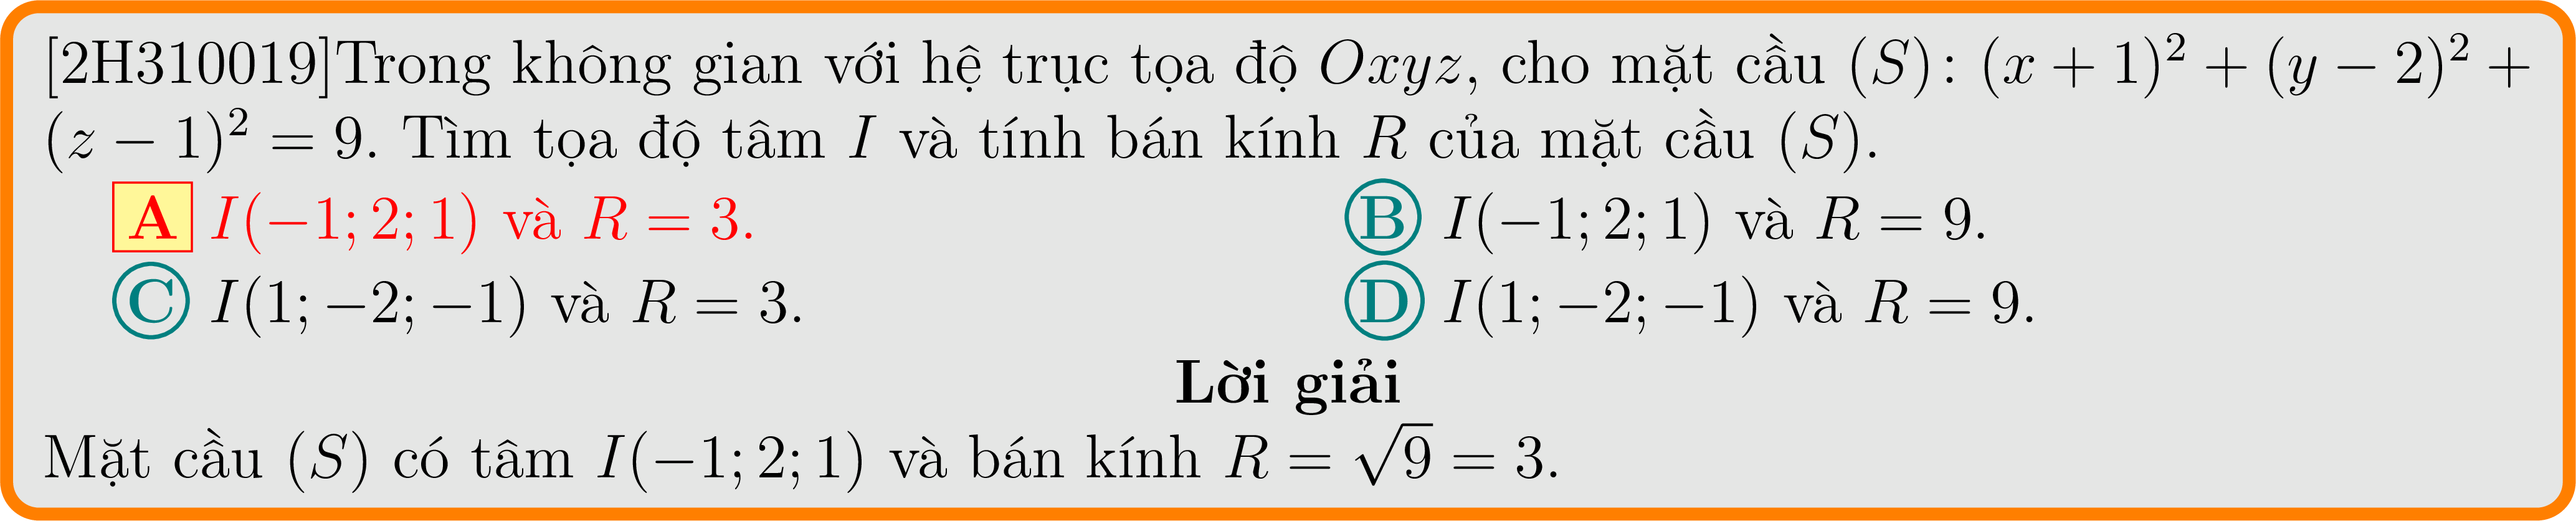 [2H310019]Trong không gian với hệ trục tọa độ Oxyz, cho mặt cầu (S): (x + 1)² + (y − 2)² +
(z − 1)² = 9. Tìm tọa độ tâm I và tính bán kính R của mặt cầu (S).
A I(−1; 2; 1) và R = 3. B I(−1; 2; 1) và R = 9.
C I(1; −2; −1) và R = 3. D I(1; −2; −1) và R = 9.
Lời giải
Mặt cầu (S) có tâm I(−1; 2; 1) và bán kính R = √9 = 3.